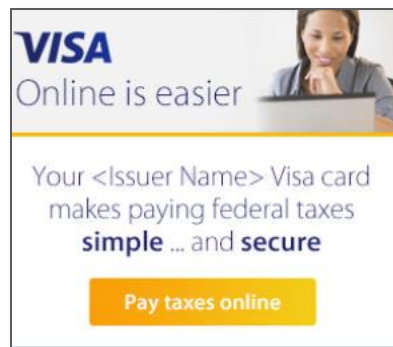 VISA
Online is easier
Your <Issuer Name> Visa card
makes paying federal taxes
simple ... and secure
Pay taxes online